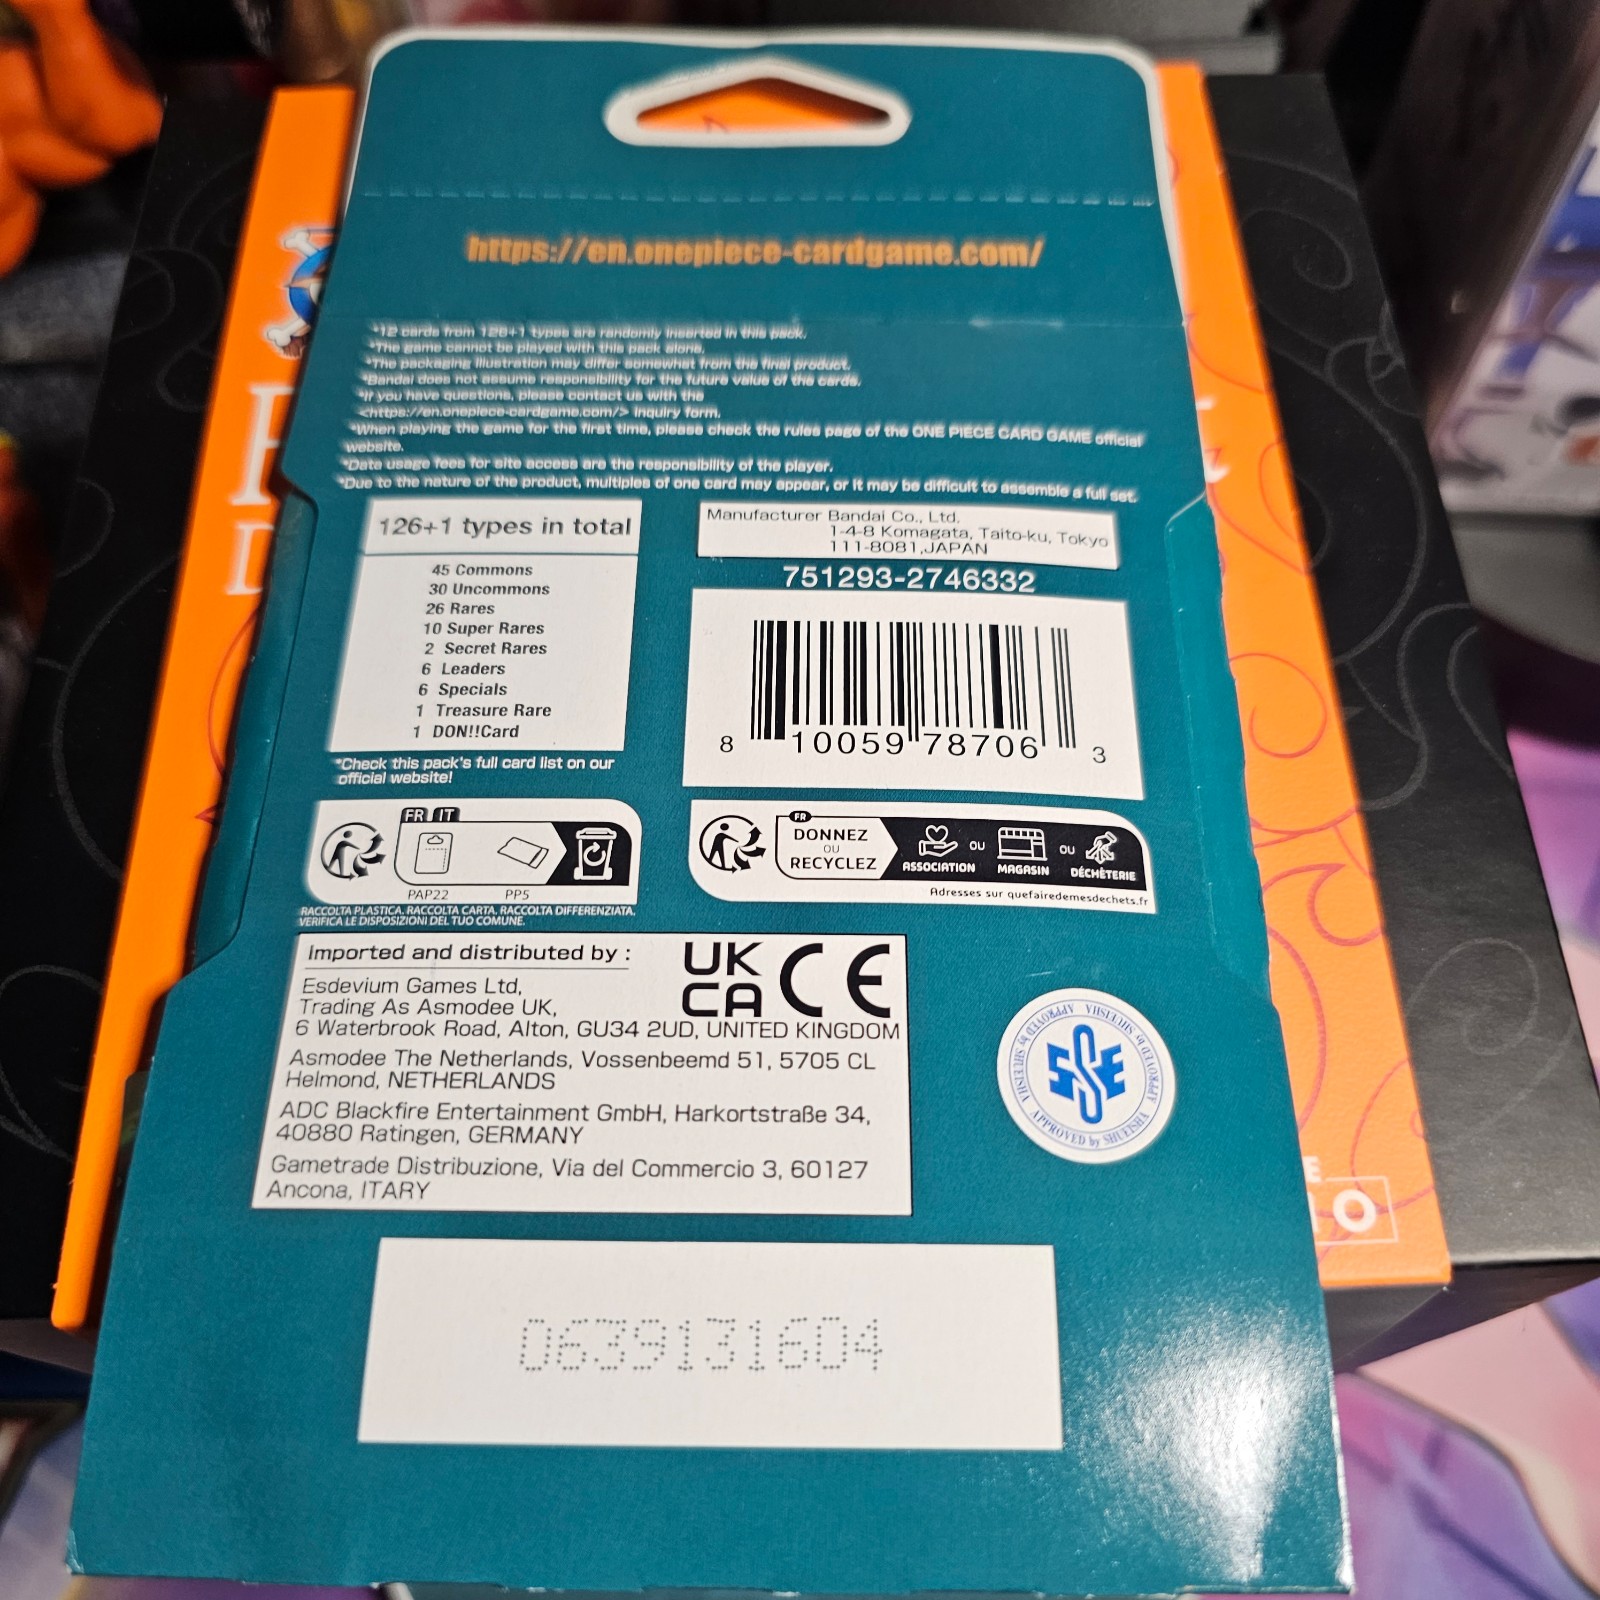 https://en.onepiece-cardgame.com/
*12 cards from 126+1 types are randomly inserted in this pack.
*The game cannot be played with this pack alone.
*The packaging illustration may differ somewhat from the final product.
*Bandai does not assume responsibility for the future value of the cards.
*If you have questions, please contact us with the
<https://en.onepiece-cardgame.com/> inquiry form.
*When playing the game for the first time, please check the rules page of the ONE PIECE CARD GAME official
website.
*Data usage fees for site access are the responsibility of the player.
*Due to the nature of the product, multiples of one card may appear, or it may be difficult to assemble a full set.
126+1 types in total
45 Commons
30 Uncommons
26 Rares
10 Super Rares
2 Secret Rares
6 Leaders
6 Specials
1 Treasure Rare
1 DON!!Card
*Check this pack's full card list on our
official website!
Manufacturer Bandai Co., Ltd.
1-4-8 Komagata, Taito-ku, Tokyo
111-8081,JAPAN
751293-2746332
8 10059 78706 3
FR IT
PAP22 PP5
RACCOLTA PLASTICA. RACCOLTA CARTA. RACCOLTA DIFFERENZIATA.
VERIFICA LE DISPOSIZIONI DEL TUO COMUNE.
FR
DONNEZ
OU
RECYCLEZ
ASSOCIATION OU MAGASIN OU DÉCHÈTERIE
Adresses sur quefairedemesdechets.fr
Imported and distributed by :
UK
CA CE
Esdevium Games Ltd,
Trading As Asmodee UK,
6 Waterbrook Road, Alton, GU34 2UD, UNITED KINGDOM
Asmodee The Netherlands, Vossenbeemd 51, 5705 CL
Helmond, NETHERLANDS
ADC Blackfire Entertainment GmbH, Harkortstraße 34,
40880 Ratingen, GERMANY
Gametrade Distribuzione, Via del Commercio 3, 60127
Ancona, ITARY
APPROVED by SHUEISHA APPROVED by SHUEISHA APPROVED by SHUEISHA
0639131604